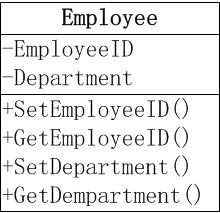 Employee
-EmployeeID
-Department
+SetEmployeeID()
+GetEmployeeID()
+SetDepartment()
+GetDempartment()